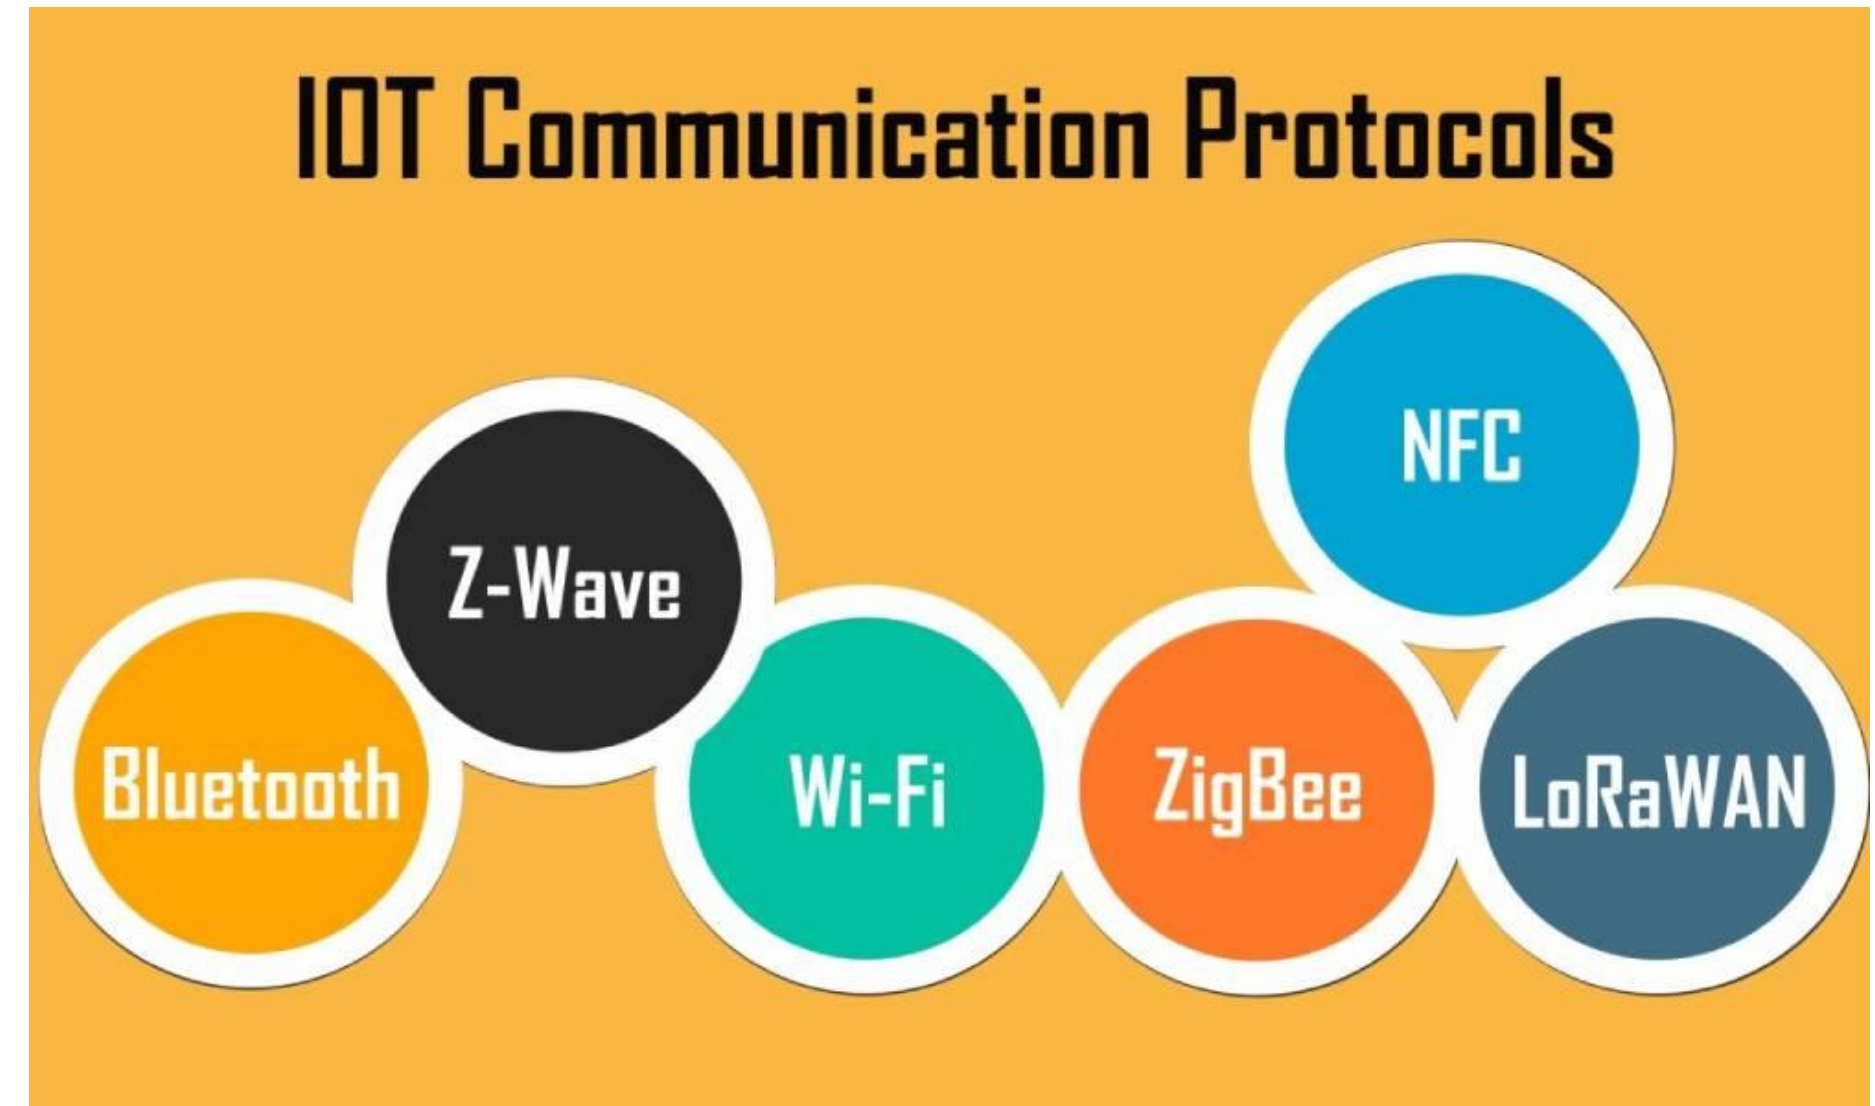 IOT Communication Protocols
NFC
Z-Wave
Bluetooth
Wi-Fi
ZigBee
LoRaWAN